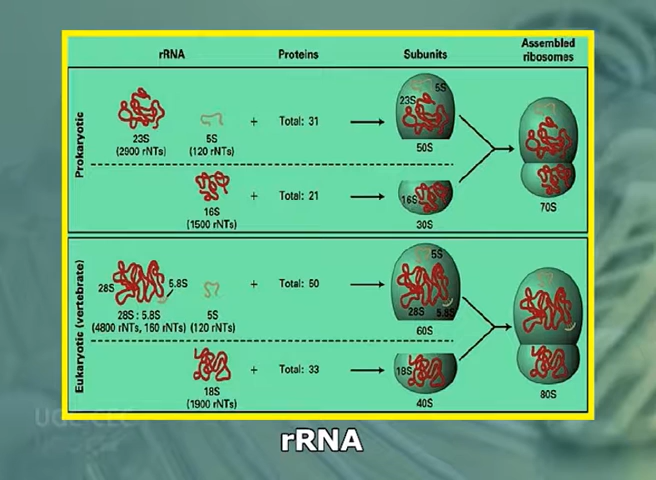 rRNA Proteins Subunits Assembled
ribosomes
Prokaryotic
23S
(2900 rNTs)
5S
(120 rNTs)
+ Total: 31
23S
5S
50S
16S
(1500 rNTs)
+ Total: 21
16S
30S
70S
Eukaryotic (vertebrate)
28S
5.8S
28S : 5.8S
(4800 rNTs, 160 rNTs)
5S
(120 rNTs)
+ Total: 50
5S
28S
5.8S
60S
18S
(1900 rNTs)
+ Total: 33
18S
40S
80S
UGC-CEC
rRNA